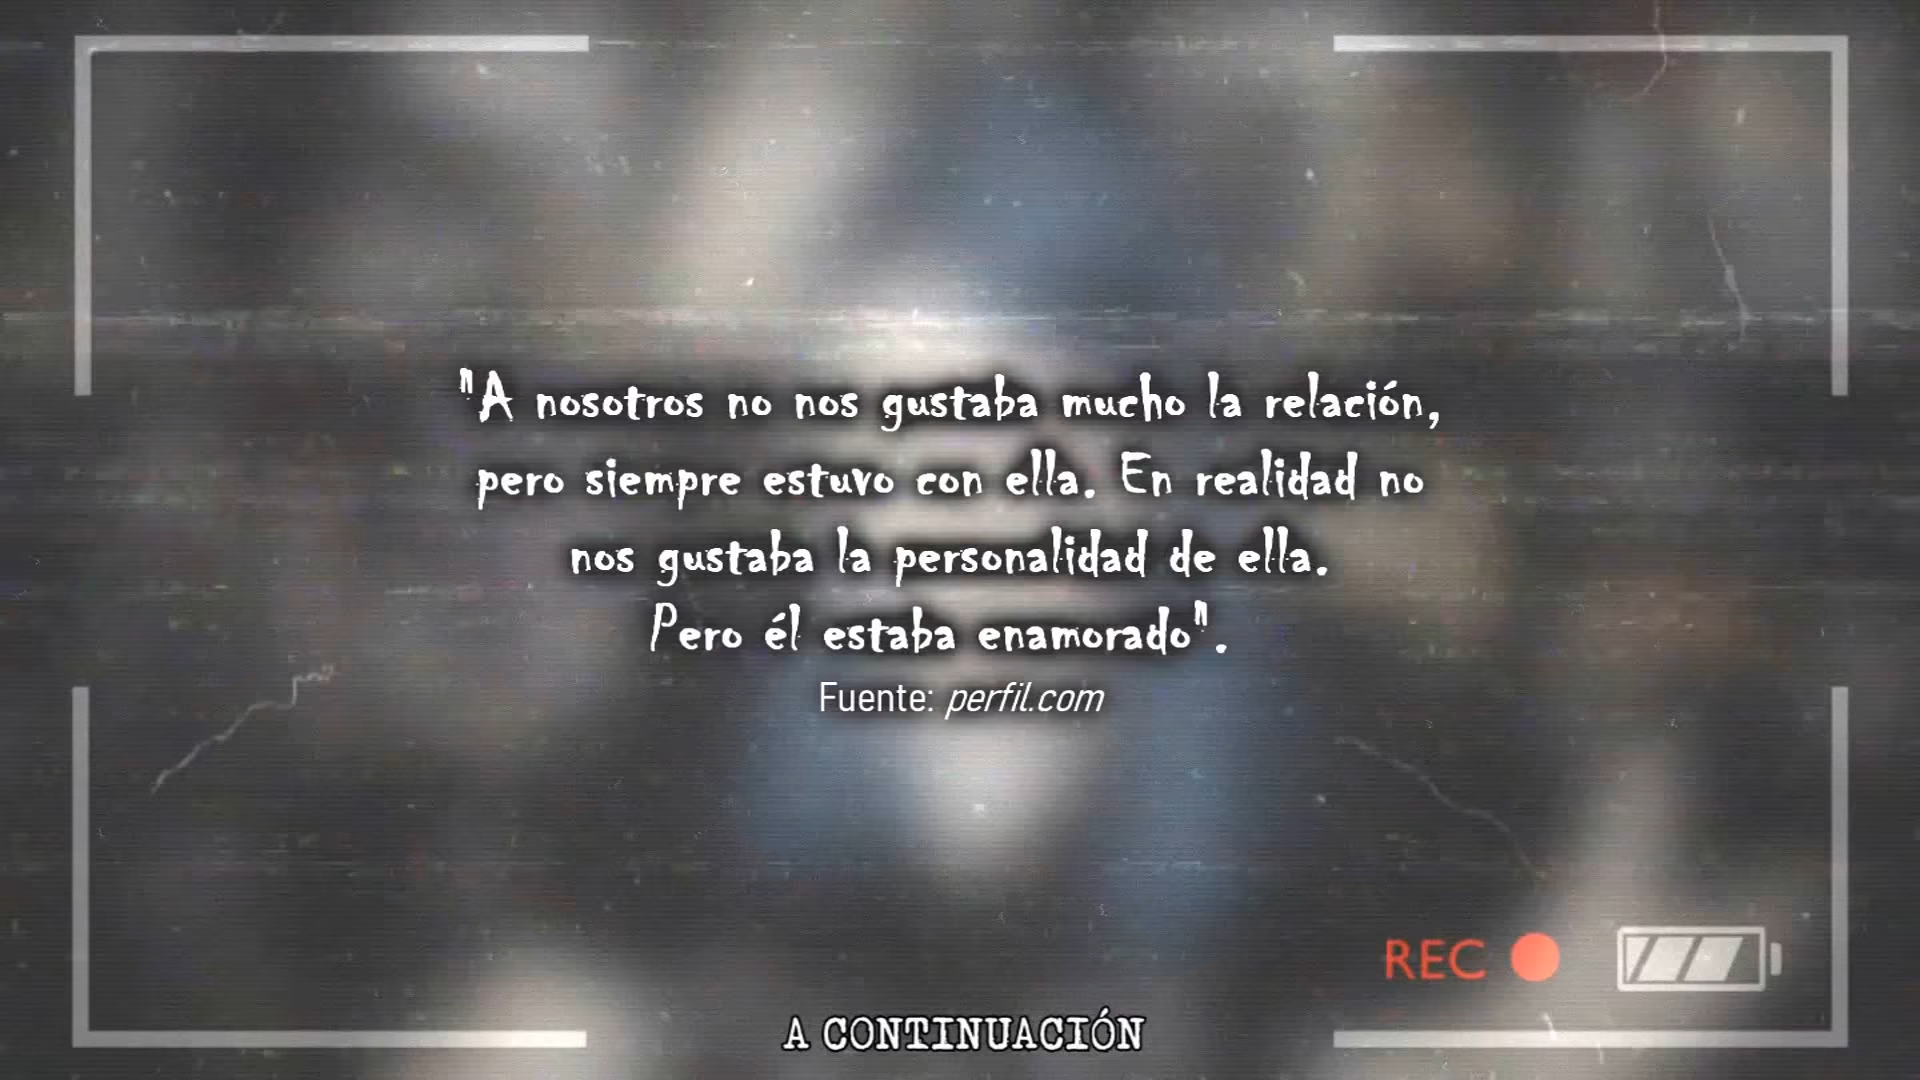 "A nosotros no nos gustaba mucho la relación,
pero siempre estuvo con ella. En realidad no
nos gustaba la personalidad de ella.
Pero él estaba enamorado".
Fuente: perfil.com
REC
A CONTINUACIÓN